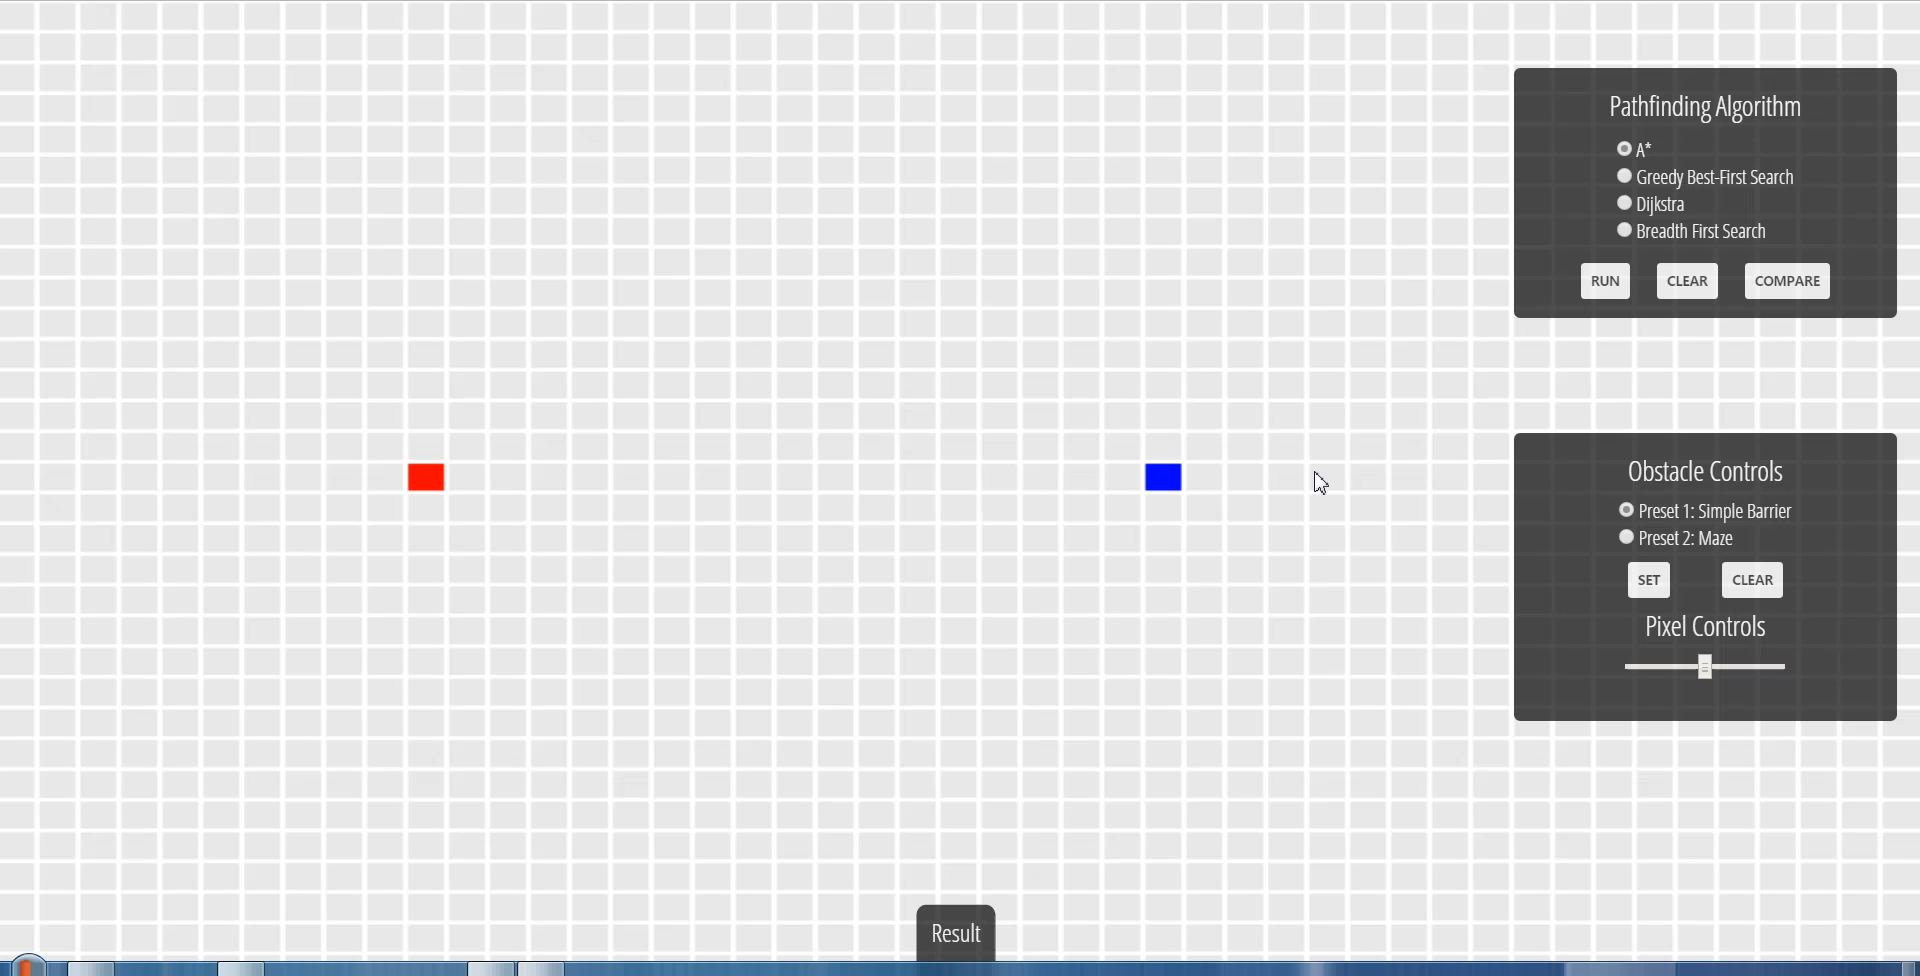 Pathfinding Algorithm
A*
Greedy Best-First Search
Dijkstra
Breadth First Search
RUN CLEAR COMPARE
Obstacle Controls
Preset 1: Simple Barrier
Preset 2: Maze
SET CLEAR
Pixel Controls
Result